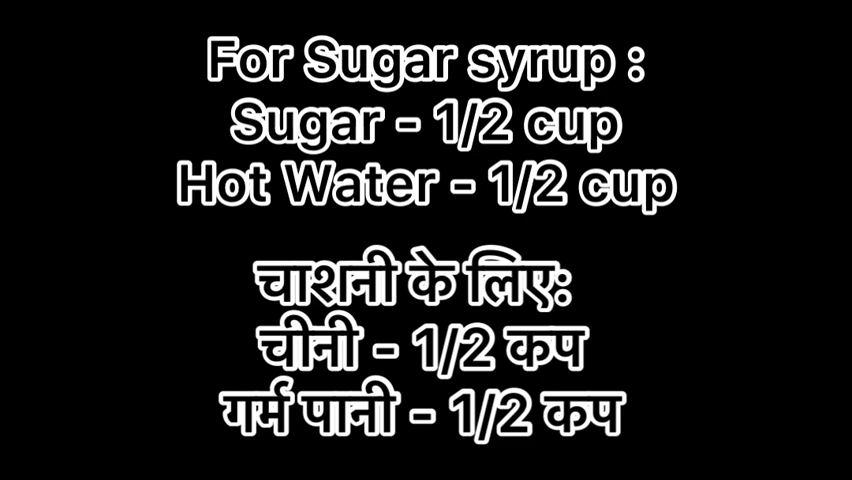 For Sugar syrup :
Sugar - 1/2 cup
Hot Water - 1/2 cup
चाशनी के लिए:
चीनी - 1/2 कप
गर्म पानी - 1/2 कप